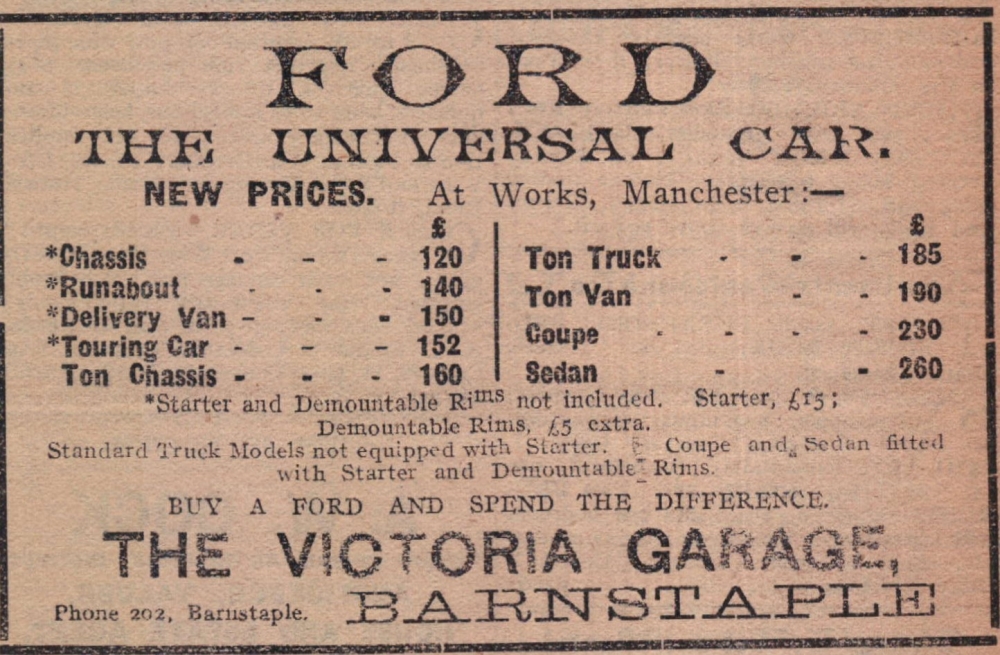 FORD
THE UNIVERSAL CAR.
NEW PRICES. At Works, Manchester:—
£
*Chassis - - - 120
*Runabout - - - 140
*Delivery Van - - - 150
*Touring Car - - - 152
Ton Chassis - - - 160
£
Ton Truck - - - 185
Ton Van - - 190
Coupe - - - - 230
Sedan - - 260
*Starter and Demountable Rims not included. Starter, £15;
Demountable Rims, £5 extra.
Standard Truck Models not equipped with Starter. Coupe and Sedan fitted
with Starter and Demountable Rims.
BUY A FORD AND SPEND THE DIFFERENCE.
THE VICTORIA GARAGE,
Phone 202, Barnstaple. BARNSTAPLE